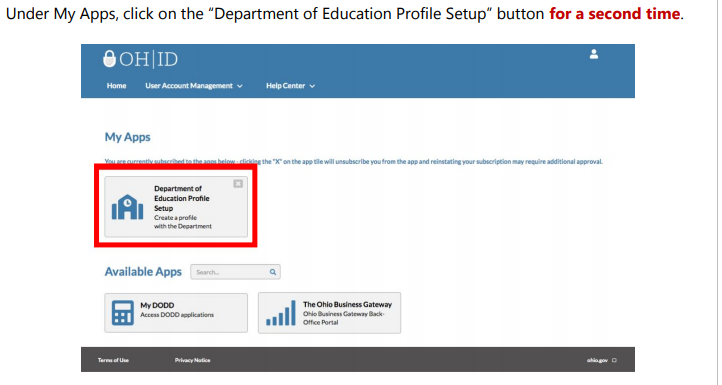 Under My Apps, click on the “Department of Education Profile Setup” button for a second time.
OH|ID
Home User Account Management Help Center
My Apps
You are currently subscribed to the apps below - clicking the "X" on the app tile will unsubscribe you from the app and reinstating your subscription may require additional approval.
Department of
Education Profile
Setup
Create a profile
with the Department
Available Apps Search...
My DODD
Access DODD applications
The Ohio Business Gateway
Ohio Business Gateway Back-
Office Portal
Terms of Use Privacy Notice ohio.gov